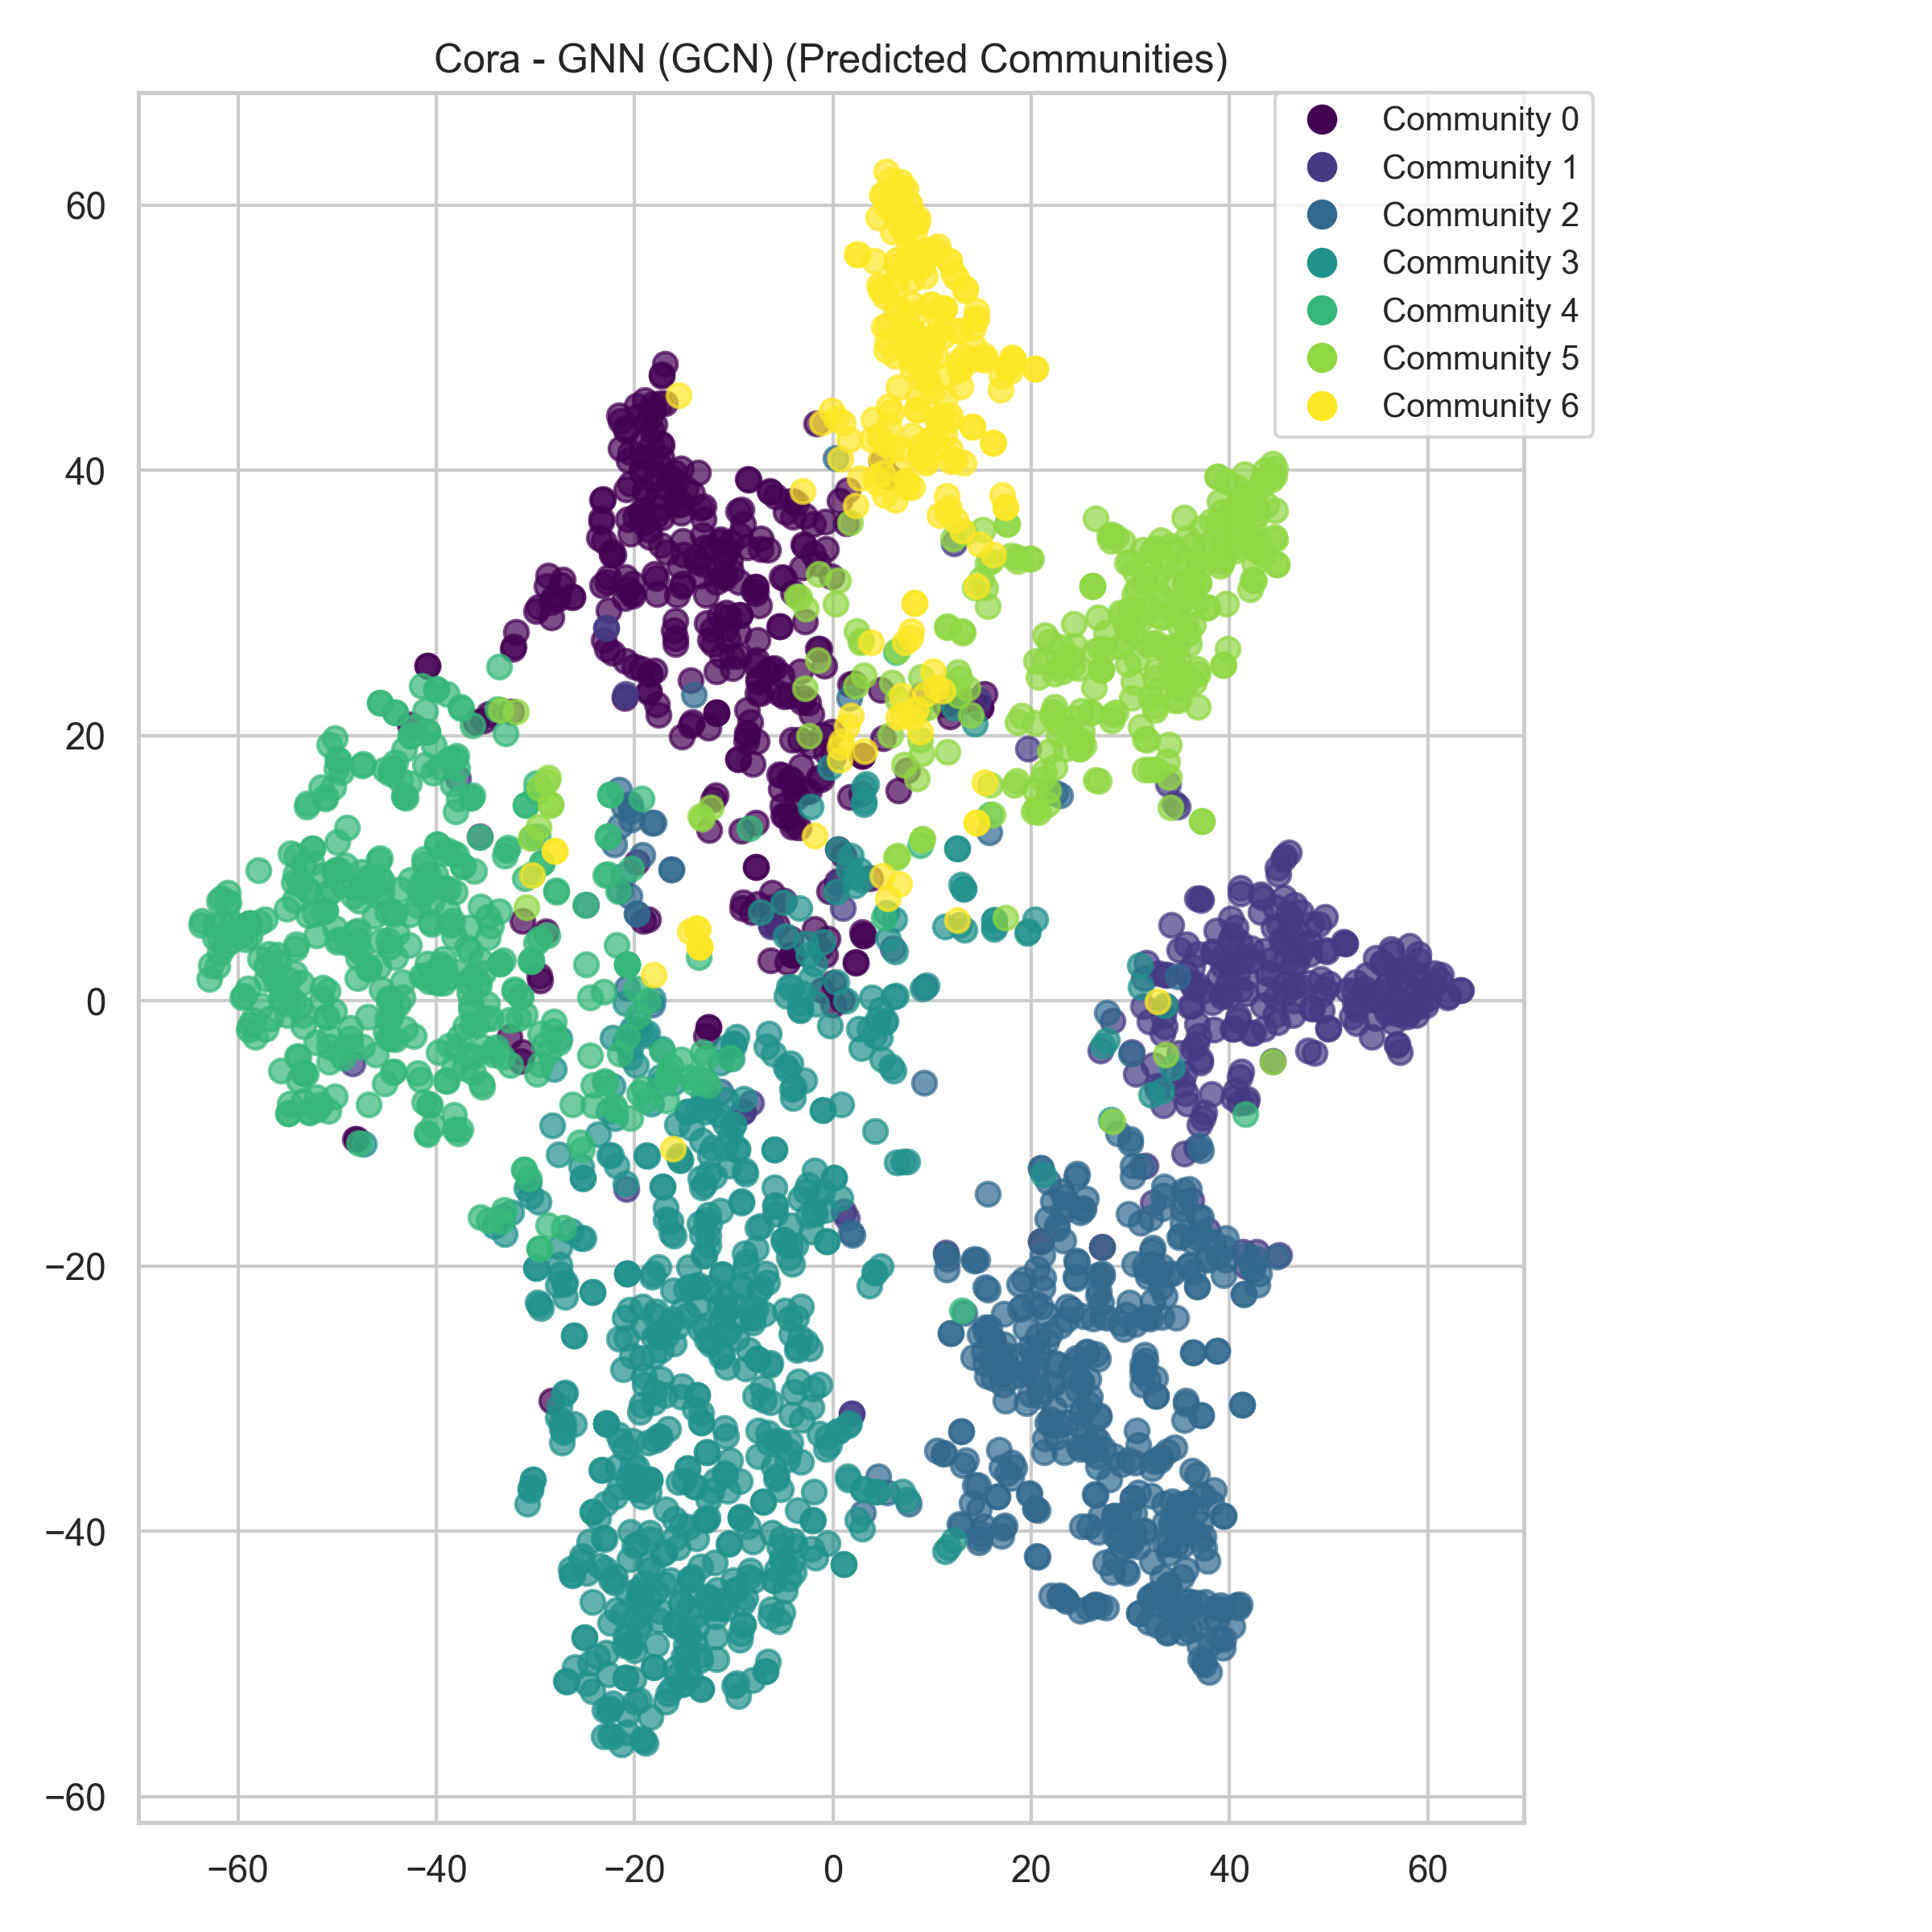 Cora - GNN (GCN) (Predicted Communities)
Community 0
Community 1
Community 2
Community 3
Community 4
Community 5
Community 6
60
40
20
0
−20
−40
−60
−60 −40 −20 0 20 40 60